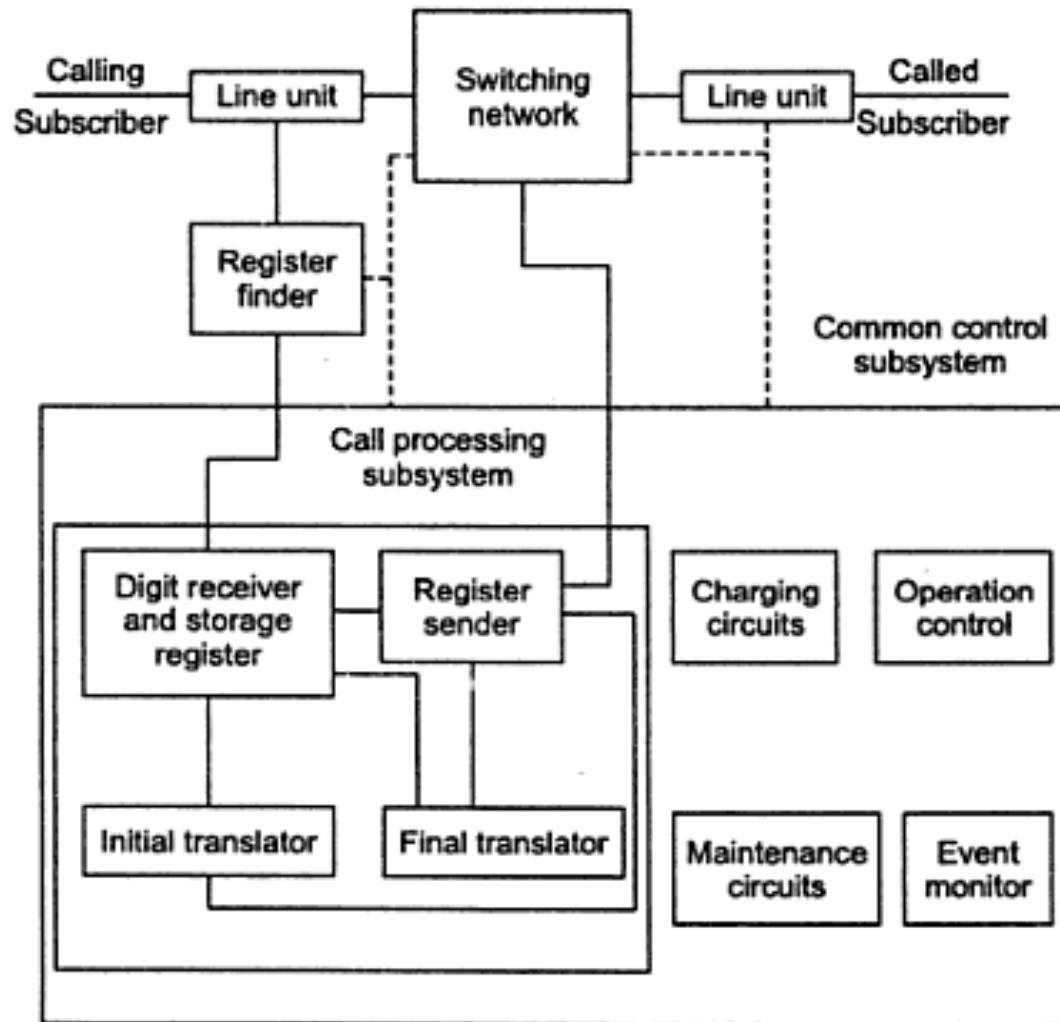 Calling
Subscriber
Line unit
Switching
network
Line unit
Called
Subscriber
Register
finder
Common control
subsystem
Call processing
subsystem
Digit receiver
and storage
register
Register
sender
Charging
circuits
Operation
control
Initial translator
Final translator
Maintenance
circuits
Event
monitor